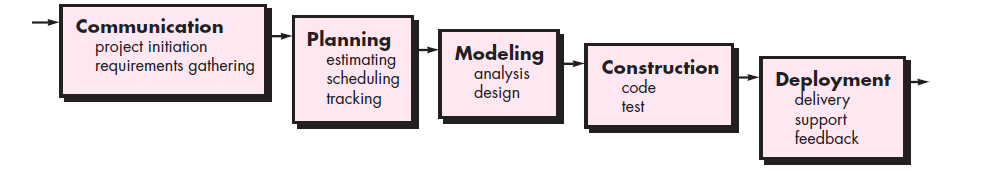 Communication
project initiation
requirements gathering
Planning
estimating
scheduling
tracking
Modeling
analysis
design
Construction
code
test
Deployment
delivery
support
feedback